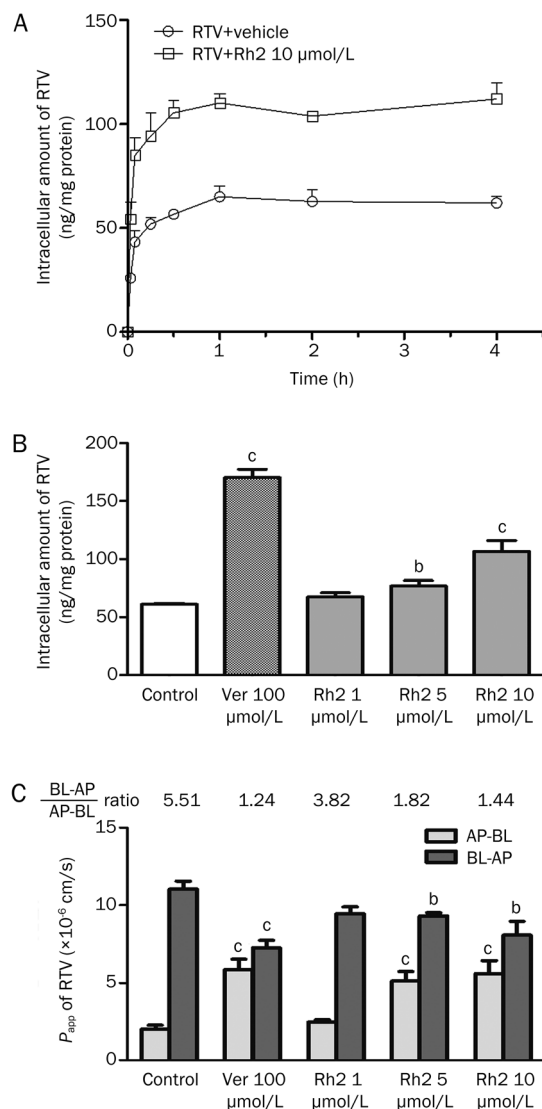 A
RTV+vehicle
RTV+Rh2 10 μmol/L
Intracellular amount of RTV
(ng/mg protein)
150
100
50
0
0 1 2 3 4
Time (h)
B
Intracellular amount of RTV
(ng/mg protein)
200
150
100
50
0
c
b
c
Control Ver 100 Rh2 1 Rh2 5 Rh2 10
μmol/L μmol/L μmol/L μmol/L
C BL-AP
AP-BL ratio 5.51 1.24 3.82 1.82 1.44
AP-BL
BL-AP
Papp of RTV (×10-6 cm/s)
15
10
5
0
c c c b c b
Control Ver 100 Rh2 1 Rh2 5 Rh2 10
μmol/L μmol/L μmol/L μmol/L